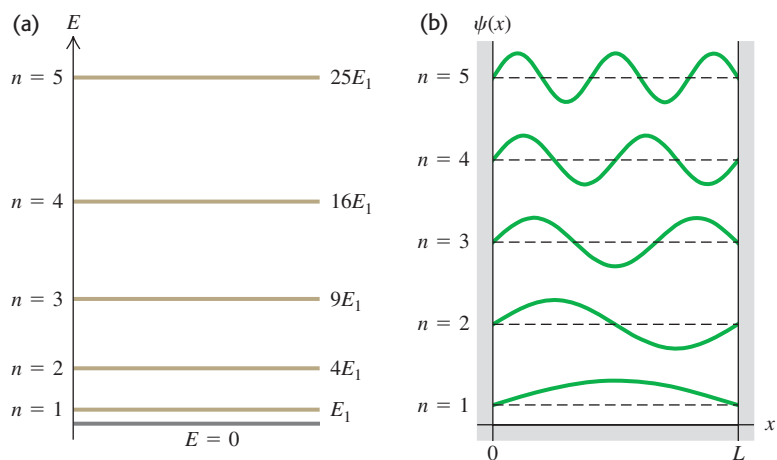 (a)
E
n = 5 25E₁
n = 4 16E₁
n = 3 9E₁
n = 2 4E₁
n = 1 E₁
E = 0
(b)
ψ(x)
n = 5
n = 4
n = 3
n = 2
n = 1
x
0 L